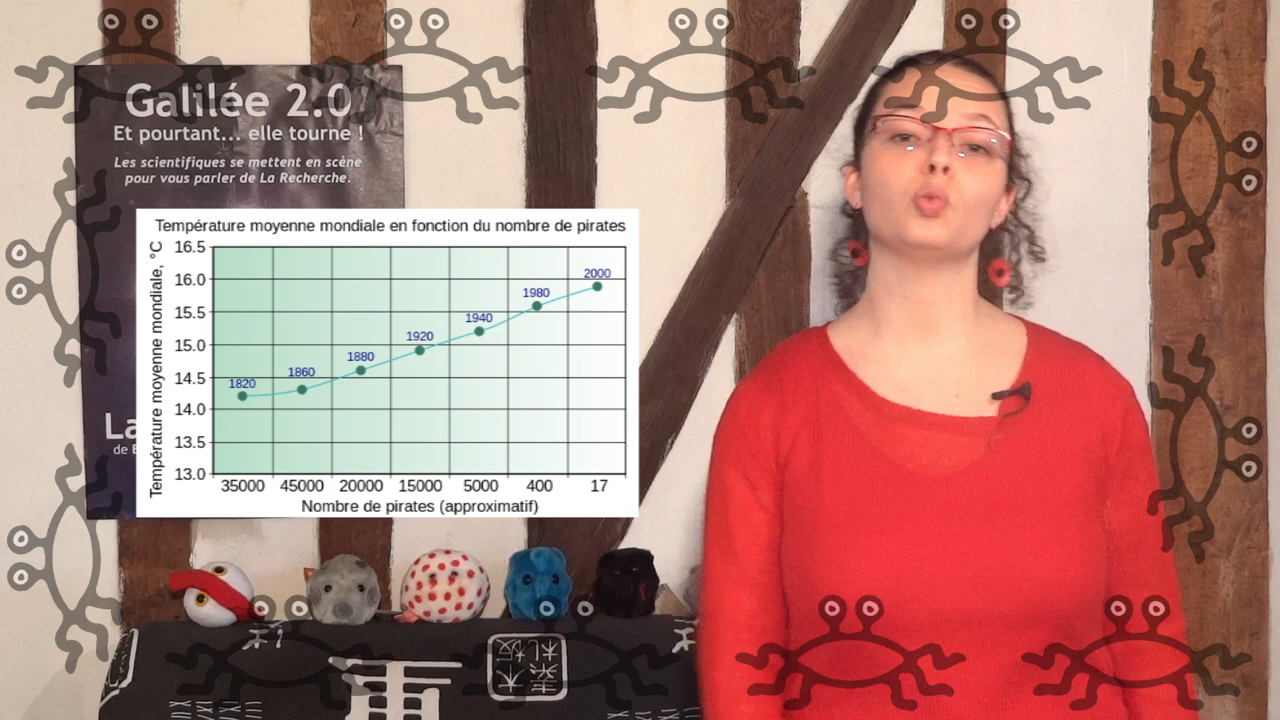 Galilée 2.0
Et pourtant... elle tourne !
Les scientifiques se mettent en scène
pour vous parler de La Recherche.
La
de
Température moyenne mondiale en fonction du nombre de pirates
Température moyenne mondiale, °C
16.5
16.0
15.5
15.0
14.5
14.0
13.5
13.0
1820
1860
1880
1920
1940
1980
2000
35000 45000 20000 15000 5000 400 17
Nombre de pirates (approximatif)